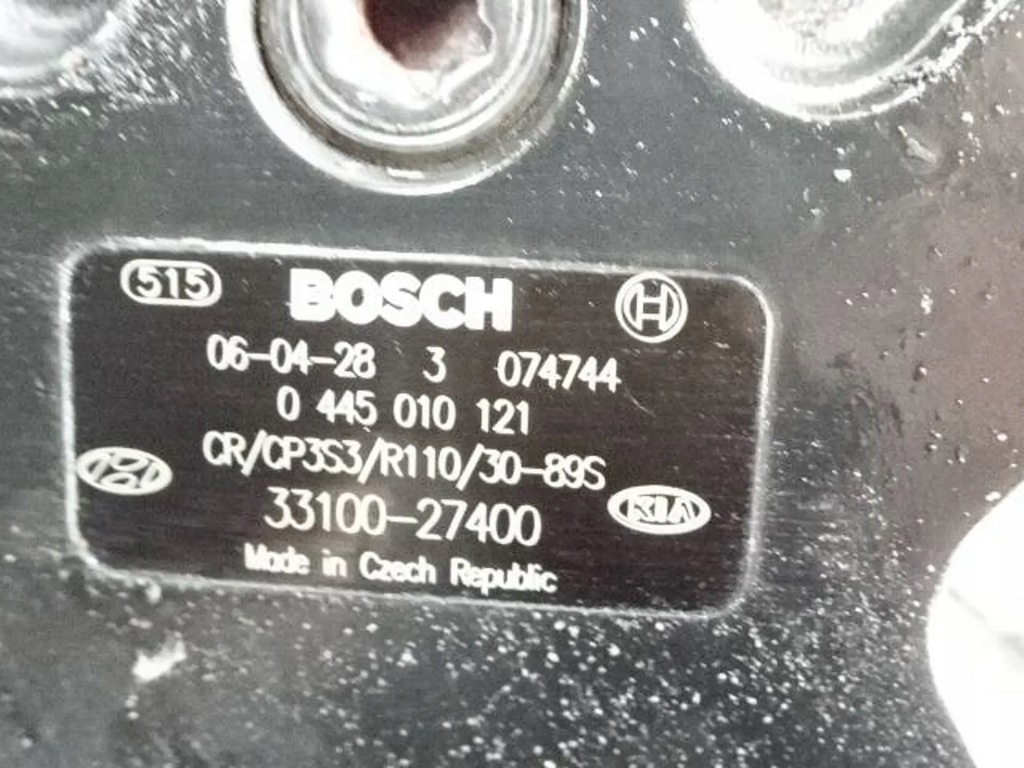 515 BOSCH H
06-04-28 3 074744
0 445 010 121
CR/CP3S3/R110/30-89S
33100-27400
KIA
Made in Czech Republic